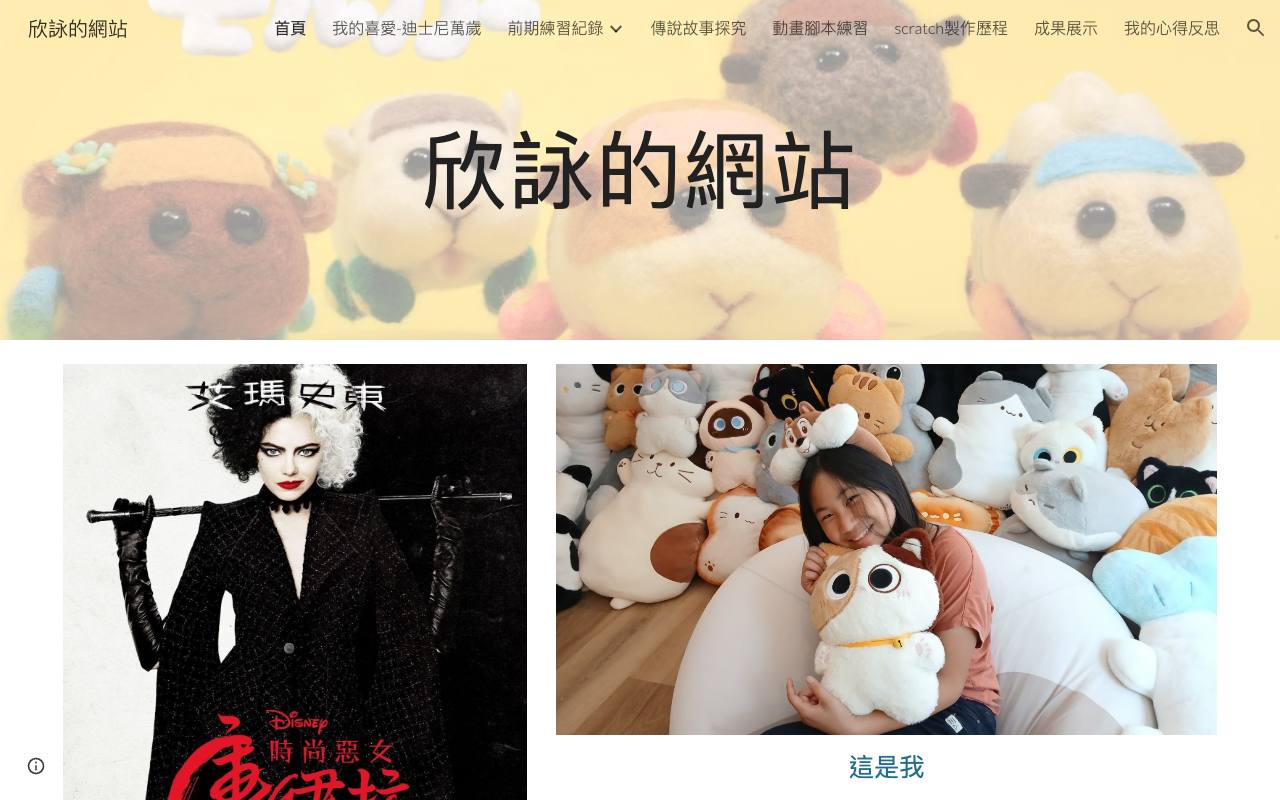 欣詠的網站
首頁
我的喜愛-迪士尼萬歲
前期練習紀錄
傳說故事探究
動畫腳本練習
scratch製作歷程
成果展示
我的心得反思
欣詠的網站
艾瑪史東
Disney
時尚惡女
這是我